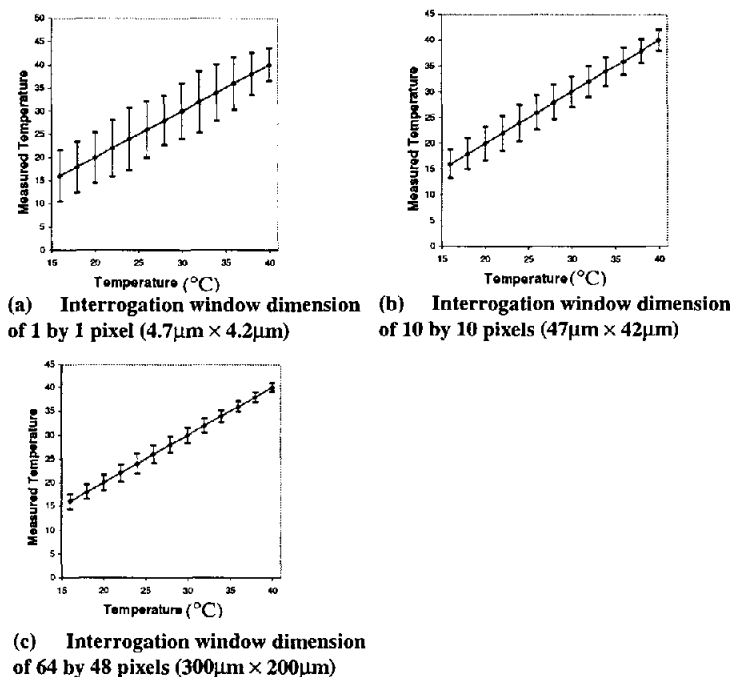 50
45
40
35
30
25
20
15
10
5
0
15 20 25 30 35 40
Measured Temperature
Temperature (°C)
(a) Interrogation window dimension
of 1 by 1 pixel (4.7µm × 4.2µm)
45
40
35
30
25
20
15
10
5
0
15 20 25 30 35 40
Measured Temperature
Temperature (°C)
(b) Interrogation window dimension
of 10 by 10 pixels (47µm × 42µm)
45
40
35
30
25
20
15
10
5
0
15 20 25 30 35 40
Measured Temperature
Temperature (°C)
(c) Interrogation window dimension
of 64 by 48 pixels (300µm × 200µm)